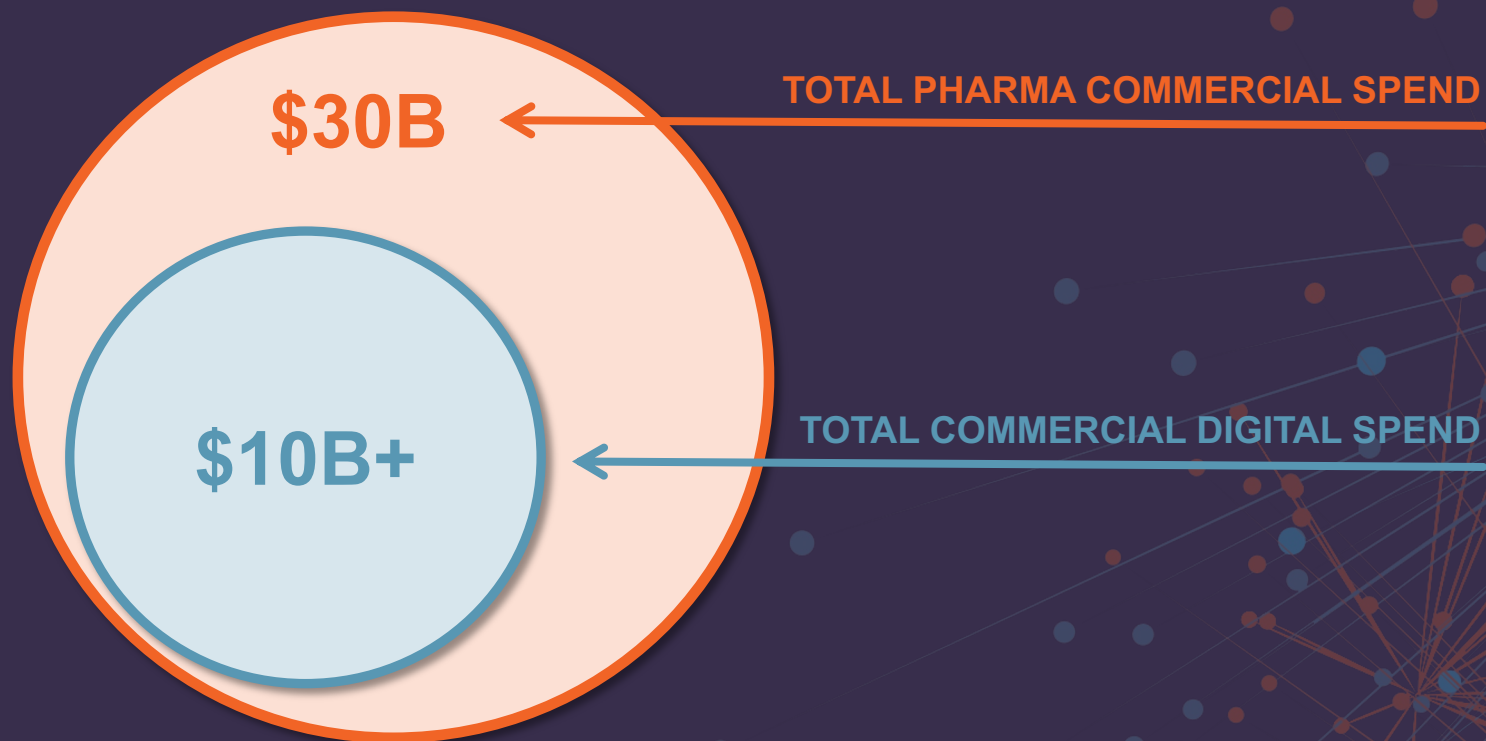 $30B
TOTAL PHARMA COMMERCIAL SPEND
$10B+
TOTAL COMMERCIAL DIGITAL SPEND